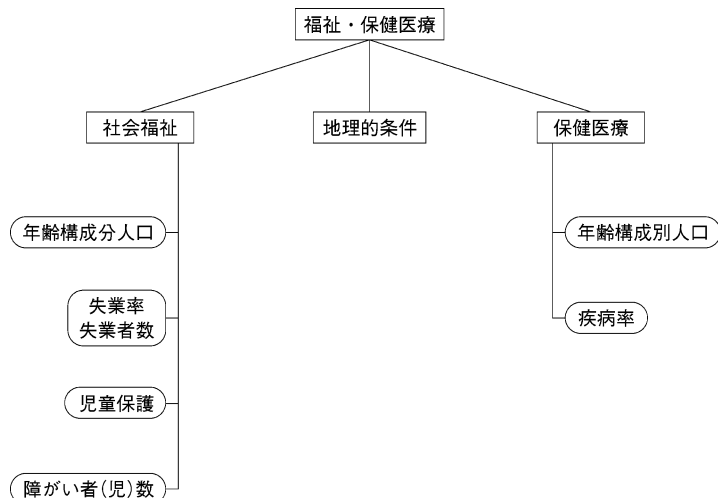 福祉・保健医療
社会福祉
地理的条件
保健医療
年齢構成分人口
年齢構成別人口
失業率
失業者数
疾病率
児童保護
障がい者(児)数